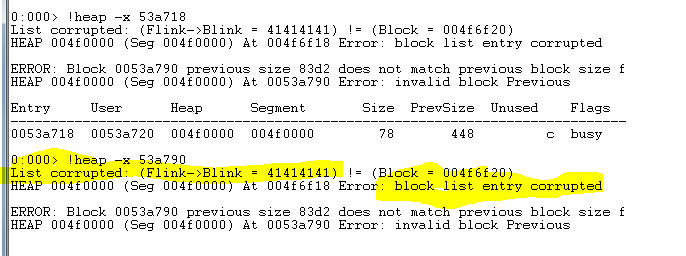 0:000> !heap -x 53a718
List corrupted: (Flink->Blink = 41414141) != (Block = 004f6f20)
HEAP 004f0000 (Seg 004f0000) At 004f6f18 Error: block list entry corrupted
ERROR: Block 0053a790 previous size 83d2 does not match previous block size f
HEAP 004f0000 (Seg 004f0000) At 0053a790 Error: invalid block Previous
Entry User Heap Segment Size PrevSize Unused Flags
-----------------------------------------------------------------------------
0053a718 0053a720 004f0000 004f0000 78 448 c busy
0:000> !heap -x 53a790
List corrupted: (Flink->Blink = 41414141) != (Block = 004f6f20)
HEAP 004f0000 (Seg 004f0000) At 004f6f18 Error: block list entry corrupted
ERROR: Block 0053a790 previous size 83d2 does not match previous block size f
HEAP 004f0000 (Seg 004f0000) At 0053a790 Error: invalid block Previous